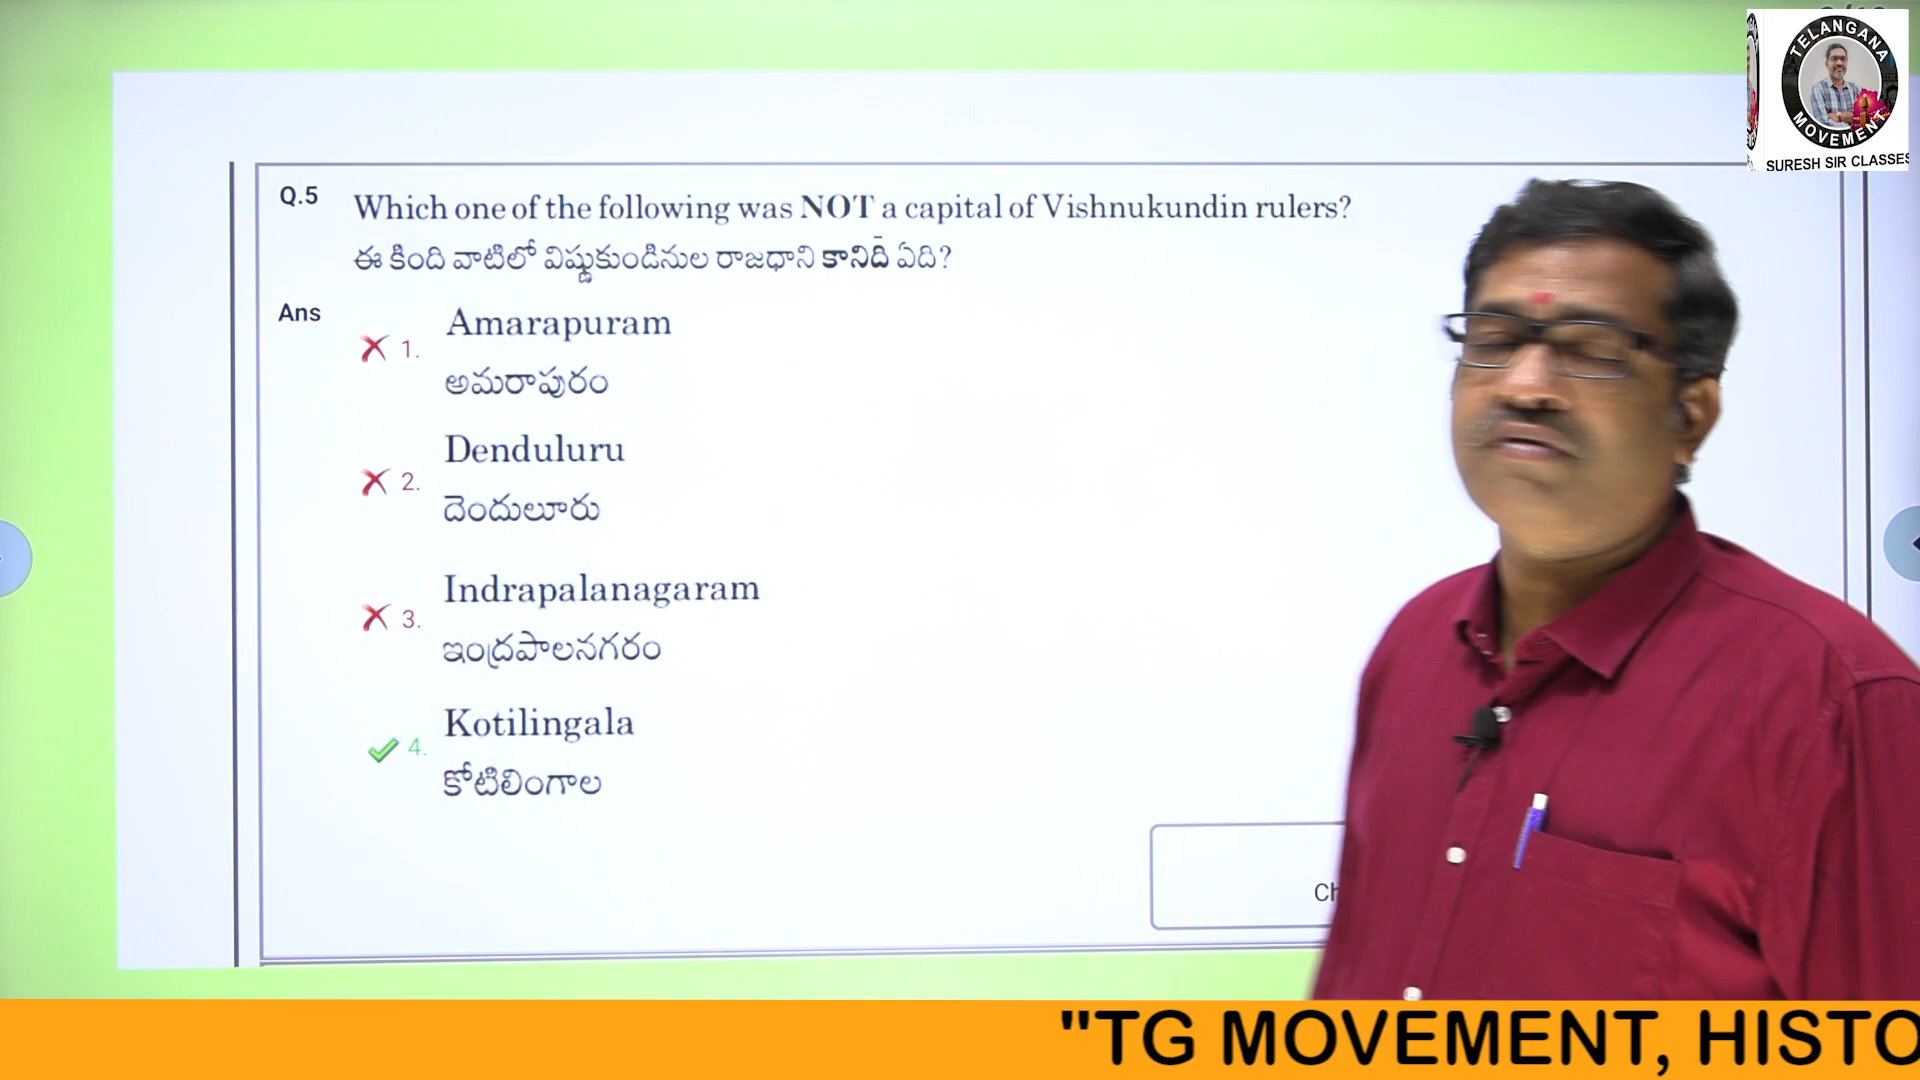 TELANGANA
MOVEMENT
SURESH SIR CLASSES
Q.5 Which one of the following was NOT a capital of Vishnukundin rulers?
ఈ కింది వాటిలో విష్ణుకుండినుల రాజధాని కానిది ఏది?
Ans
1. Amarapuram
అమరాపురం
2. Denduluru
దెందులూరు
3. Indrapalanagaram
ఇంద్రపాలనగరం
4. Kotilingala
కోటిలింగాల
Ch
"TG MOVEMENT, HISTO